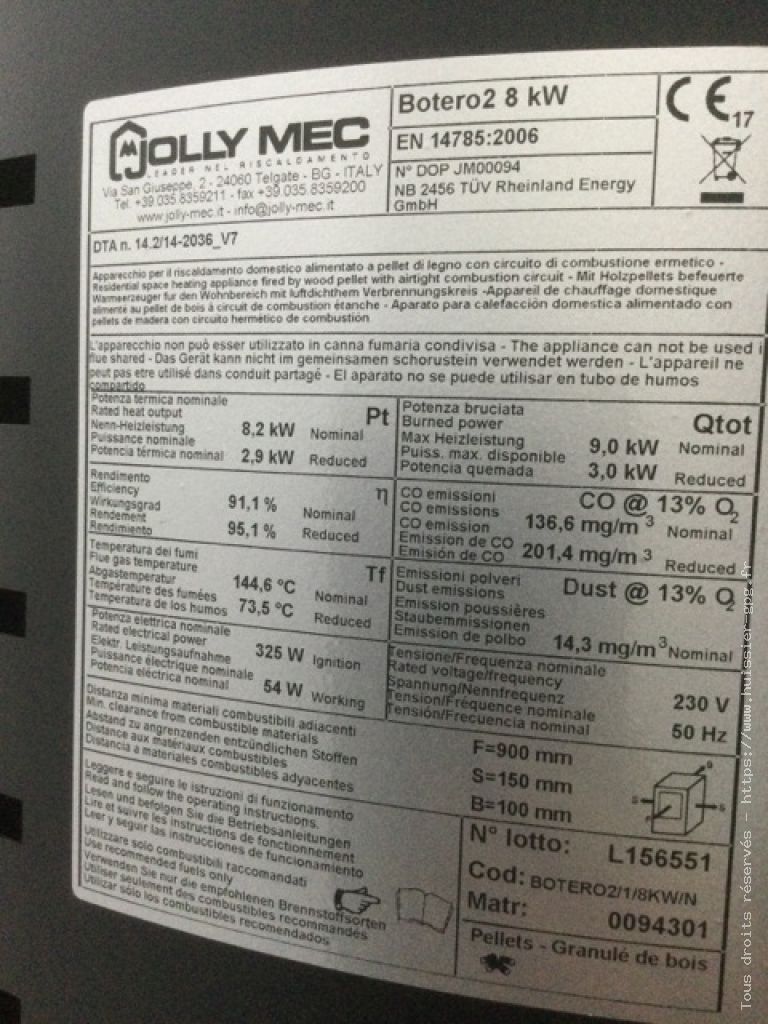 JOLLY MEC
LEADER NEL RISCALDAMENTO
Via San Giuseppe, 2 - 24060 Telgate - BG - ITALY
Tel. +39 035.8359211 - fax +39.035.8359200
www.jolly-mec.it - info@jolly-mec.it
Botero2 8 kW
EN 14785:2006
N° DOP JM00094
NB 2456 TÜV Rheinland Energy
GmbH
CE 17
DTA n. 14.2/14-2036_V7
Apparecchio per il riscaldamento domestico alimentato a pellet di legno con circuito di combustione ermetico -
Residential space heating appliance fired by wood pellet with airtight combustion circuit - Mit Holzpellets befeuerte
Warmeerzeuger fur den Wohnbereich mit luftdichthem Verbrennungskreis -Appareil de chauffage domestique
alimenté au pellet de bois à circuit de combustion étanche - Aparato para calefacción domestica alimentado con
pellets de madera con circuito hermético de combustión
L'apparecchio non può esser utilizzato in canna fumaria condivisa - The appliance can not be used i
flue shared - Das Gerät kann nicht im gemeinsamen schorustein verwendet werden - L'appareil ne
peut pas etre utilisé dans conduit partagé - El aparato no se puede utilisar en tubo de humos
compartido
Potenza termica nominale
Rated heat output
Nenn-Heizleistung
Puissance nominale
Potencia térmica nominal
Pt
8,2 kW Nominal
2,9 kW Reduced
Potenza bruciata
Burned power
Max Heizleistung
Puiss. max. disponible
Potencia quemada
Qtot
9,0 kW Nominal
3,0 kW Reduced
Rendimento
Efficiency
Wirkungsgrad
Rendement
Rendimiento
η
91,1 % Nominal
95,1 % Reduced
CO emissioni
CO emissions
CO emission
Emission de CO
Emisión de CO
CO @ 13% O2
136,6 mg/m3 Nominal
201,4 mg/m3 Reduced
Temperatura dei fumi
Flue gas temperature
Abgastemperatur
Température des fumées
Temperatura de los humos
Tf
144,6 °C Nominal
73,5 °C Reduced
Emissioni polveri
Dust emissions
Emission poussières
Staubemmissionen
Emission de polbo
Dust @ 13% O2
14,3 mg/m3 Nominal
Potenza elettrica nominale
Rated electrical power
Elektr. Leistungsaufnahme
Puissance électrique nominale
Potencia eléctrica nominal
325 W Ignition
54 W Working
Tensione/Frequenza nominale
Rated voltage/frequency
Spannung/Nennfrequenz
Tension/Fréquence nominale
Tensión/Frecuencia nominal
230 V
50 Hz
Distanza minima materiali combustibili adiacenti
Min. clearance from combustible materials
Abstand zu angrenzenden entzündlichen Stoffen
Distance aux matériaux combustibles
Distancia a materiales combustibles adyacentes
F=900 mm
S=150 mm
B=100 mm
Leggere e seguire le istruzioni di funzionamento
Read and follow the operating instructions.
Lesen und befolgen Sie die Betriebsanleitungen
Lire et suivre les instructions de fonctionnement
Leer y seguir las instrucciones de funcionamiento
Utilizzare solo combustibili raccomandati
Use recommended fuels only
Verwenden Sie nur die empfohlenen Brennstoffsorten
Utiliser seulement des combustibles recommandés
Utilizar sólo los combustibles recomendados
N° lotto: L156551
Cod: BOTERO2/1/8KW/N
Matr: 0094301
Pellets - Granulé de bois
Tous droits réservés - https://www.huissier-gpg.fr